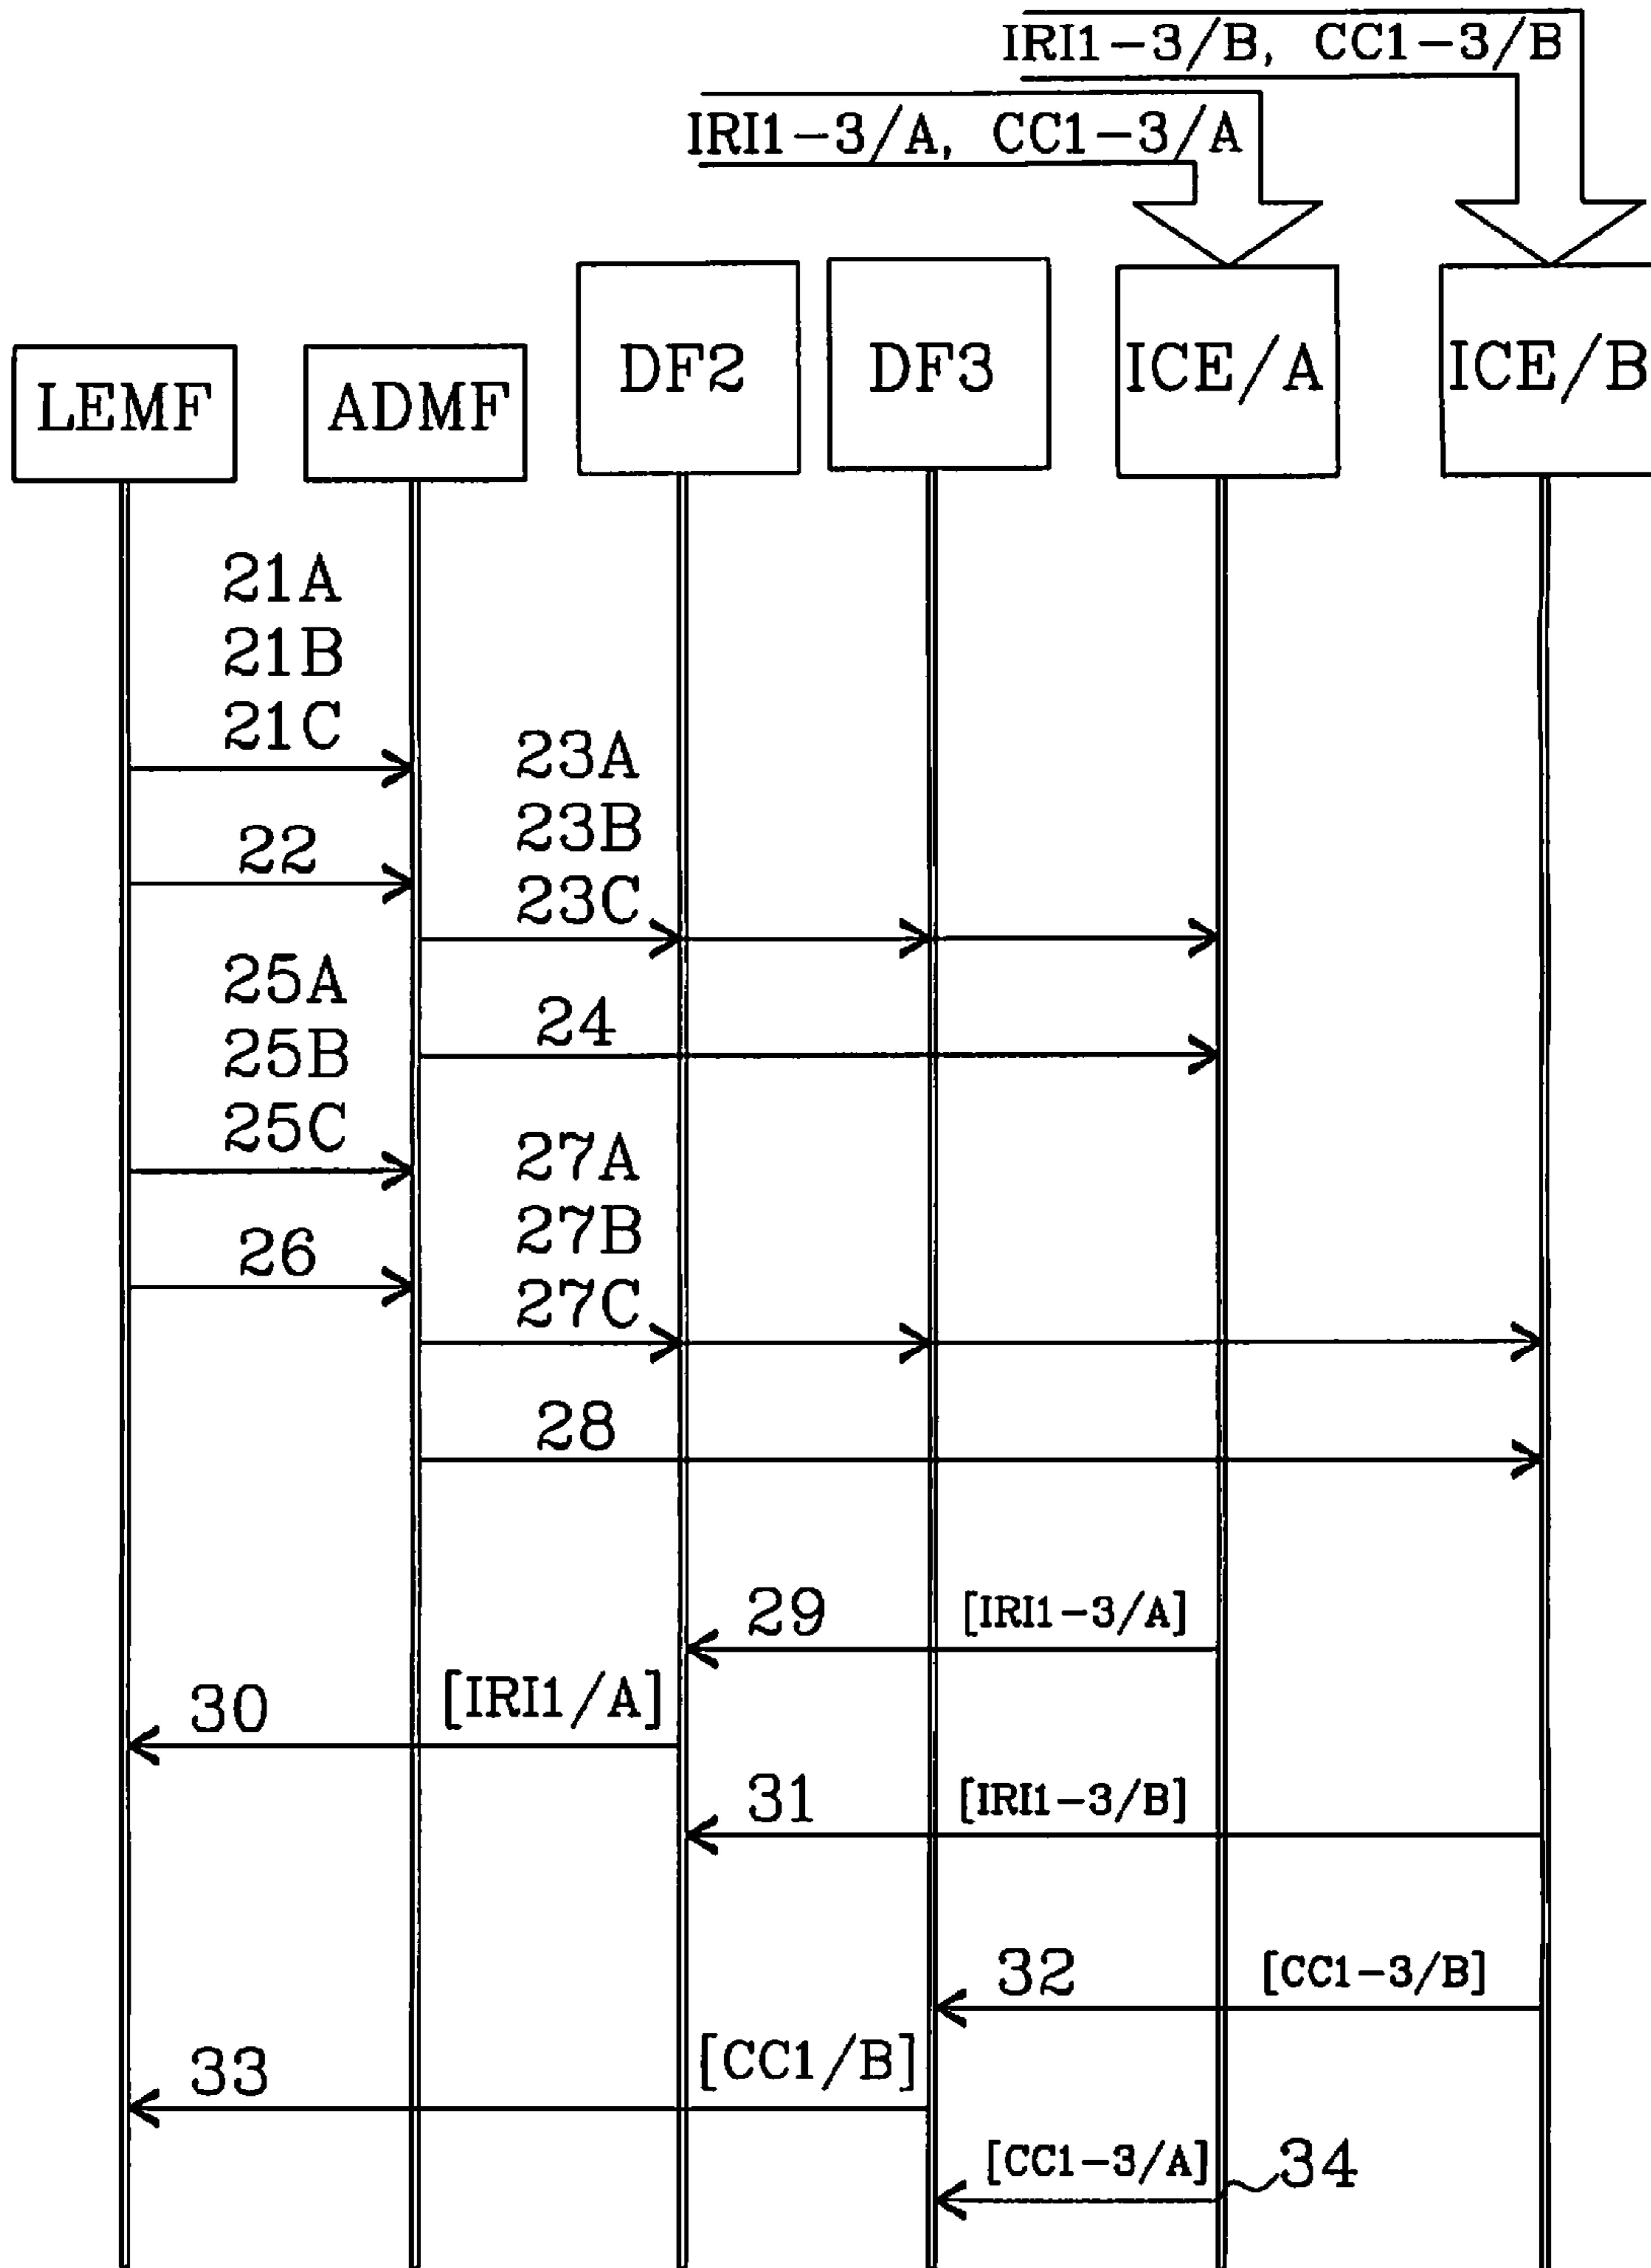 IRI1-3/B, CC1-3/B
IRI1-3/A, CC1-3/A
LEMF
ADMF
DF2
DF3
ICE/A
ICE/B
21A
21B
21C
22
23A
23B
23C
24
25A
25B
25C
26
27A
27B
27C
28
29 [IRI1-3/A]
30 [IRI1/A]
31 [IRI1-3/B]
32 [CC1-3/B]
33 [CC1/B]
[CC1-3/A] 34